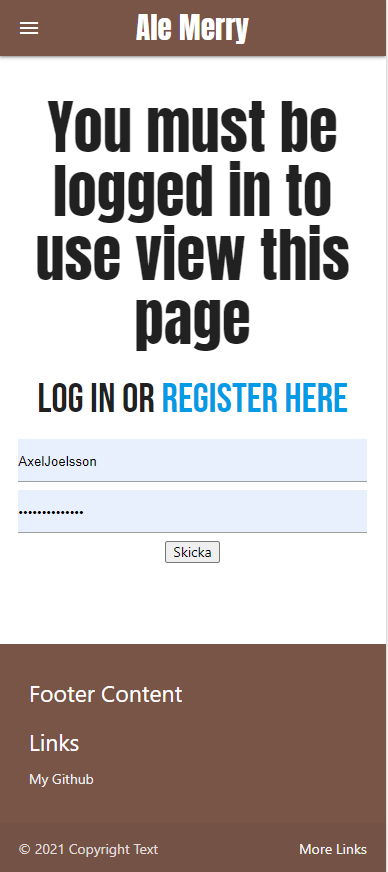 Ale Merry
You must be
logged in to
use view this
page
LOG IN OR REGISTER HERE
AxelJoelsson
••••••••••••••
Skicka
Footer Content
Links
My Github
© 2021 Copyright Text More Links